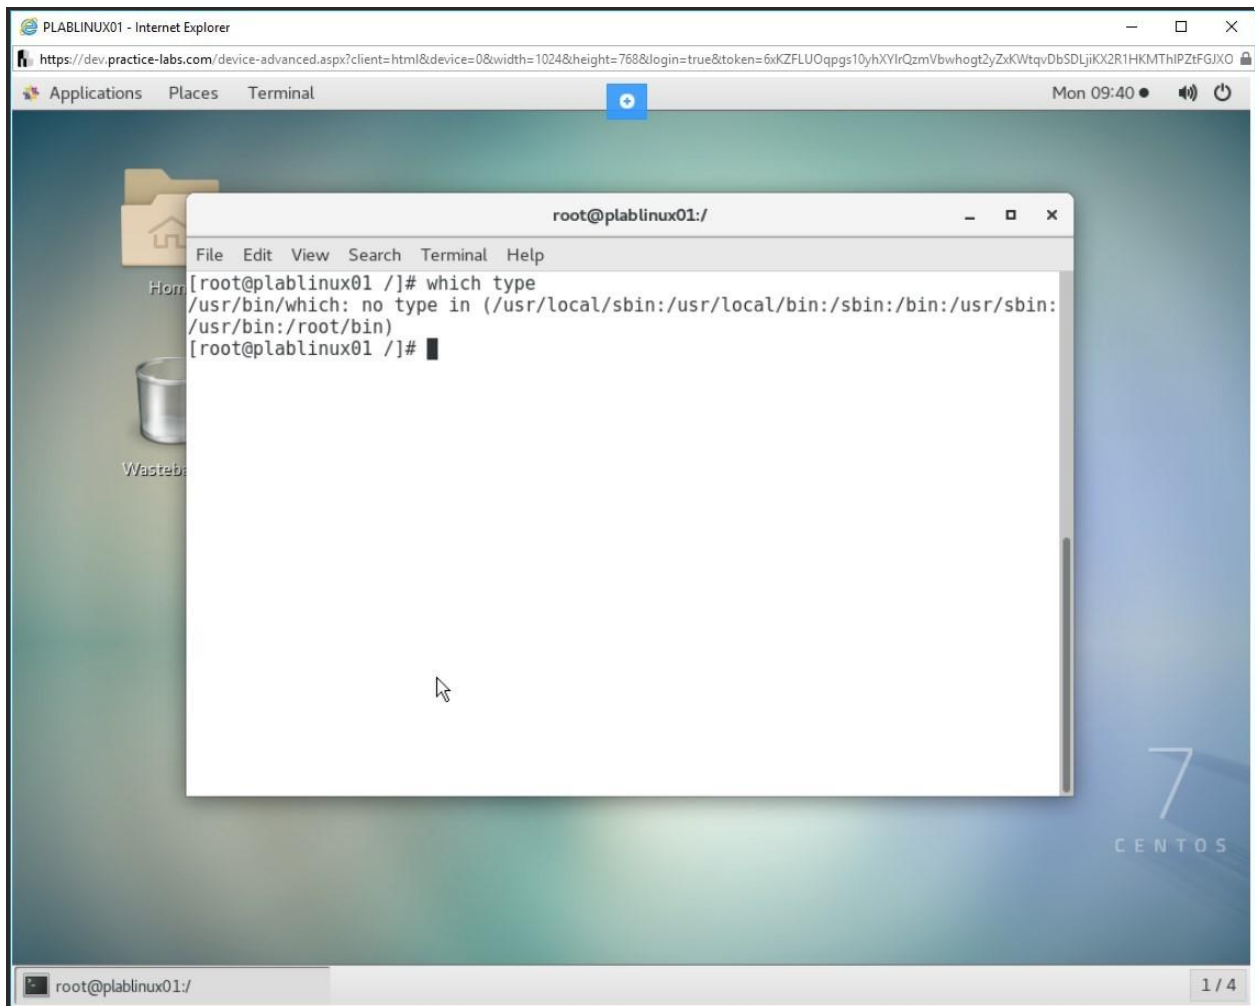 PLABLINUX01 - Internet Explorer
https://dev.practice-labs.com/device-advanced.aspx?client=html&device=0&width=1024&height=768&login=true&token=6xKZFLUOqpgs10yhXYIrQzmVbwhogt2yZxKWtqvDbSDLjiKX2R1HKMThIPZtFGJXO
Applications Places Terminal
Mon 09:40
root@plablinux01:/
File Edit View Search Terminal Help
Hom
[root@plablinux01 /]# which type
/usr/bin/which: no type in (/usr/local/sbin:/usr/local/bin:/sbin:/bin:/usr/sbin:
/usr/bin:/root/bin)
[root@plablinux01 /]#
Wasteba
7
CENTOS
root@plablinux01:/
1 / 4